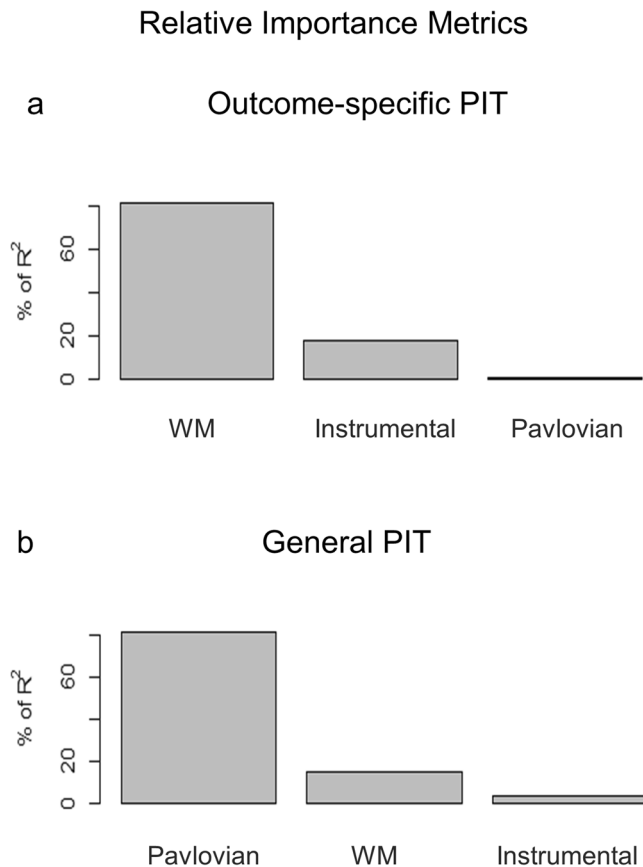 Relative Importance Metrics
a
Outcome-specific PIT
% of R²
60
20
0
WM Instrumental Pavlovian
b
General PIT
% of R²
60
20
0
Pavlovian WM Instrumental